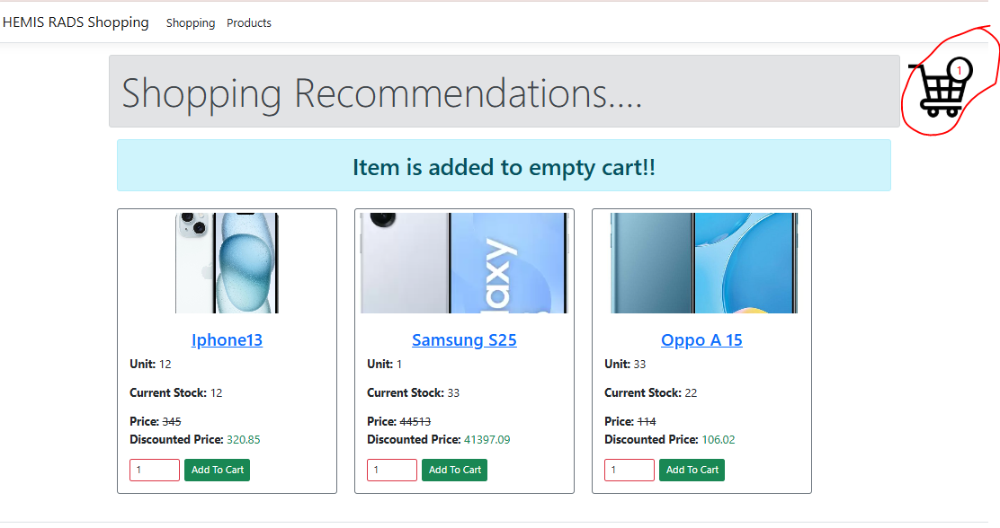 HEMIS RADS Shopping Shopping Products
Shopping Recommendations....
1
Item is added to empty cart!!
laxy
Iphone13 Samsung S25 Oppo A 15
Unit: 12 Unit: 1 Unit: 33
Current Stock: 12 Current Stock: 33 Current Stock: 22
Price: 345 Price: 44513 Price: 114
Discounted Price: 320.85 Discounted Price: 41397.09 Discounted Price: 106.02
1 Add To Cart 1 Add To Cart 1 Add To Cart